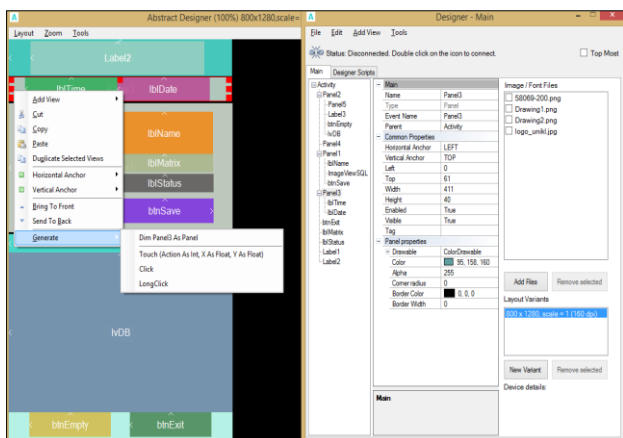 Abstract Designer (100%) 800x1280,scale=
Layout Zoom Tools
Label2
lblTime lblDate
Add View
Cut
Copy
Paste
Duplicate Selected Views
Horizontal Anchor
Vertical Anchor
Bring To Front
Send To Back
Generate
Dim Panel3 As Panel
Touch (Action As Int, X As Float, Y As Float)
Click
LongClick
lblName
lblMatrix
lblStatus
btnSave
lvDB
btnEmpty btnExit
Designer - Main
File Edit Add View Tools
Status: Disconnected. Double click on the icon to connect.
Top Most
Main Designer Scripts
Activity
Panel2
Panel5
Label3
btnEmpty
lvDB
Panel4
Panel1
lblName
ImageViewSQL
btnSave
Panel3
lblTime
lblDate
btnExit
lblMatrix
lblStatus
Label1
Label2
Main
Name Panel3
Type Panel
Event Name Panel3
Parent Activity
Common Properties
Horizontal Anchor LEFT
Vertical Anchor TOP
Left 0
Top 61
Width 411
Height 40
Enabled True
Visible True
Tag
Panel properties
Drawable ColorDrawable
Color 95, 158, 160
Alpha 255
Corner radius 0
Border Color 0, 0, 0
Border Width 0
Main
Image / Font Files
58069-200.png
Drawing1.png
Drawing2.png
logo_unikl.jpg
Add Files Remove selected
Layout Variants
800 x 1280, scale = 1 (160 dpi)
New Variant Remove selected
Device details: